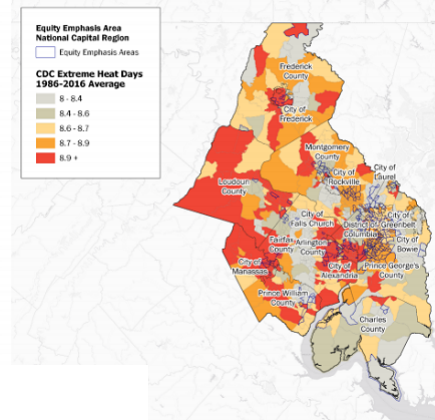 Equity Emphasis Area
National Capital Region
Equity Emphasis Areas
CDC Extreme Heat Days
1986-2016 Average
8 - 8.4
8.4 - 8.6
8.6 - 8.7
8.7 - 8.9
8.9 +
Frederick
County
City of
Frederick
Montgomery
County
City of
Rockville
City of
Laurel
Loudoun
County
City of
Falls Church
District of
Columbia
City of
Greenbelt
Fairfax
County
Arlington
County
City of
Bowie
City of
Manassas
City of
Alexandria
Prince George's
County
Prince William
County
Charles
County